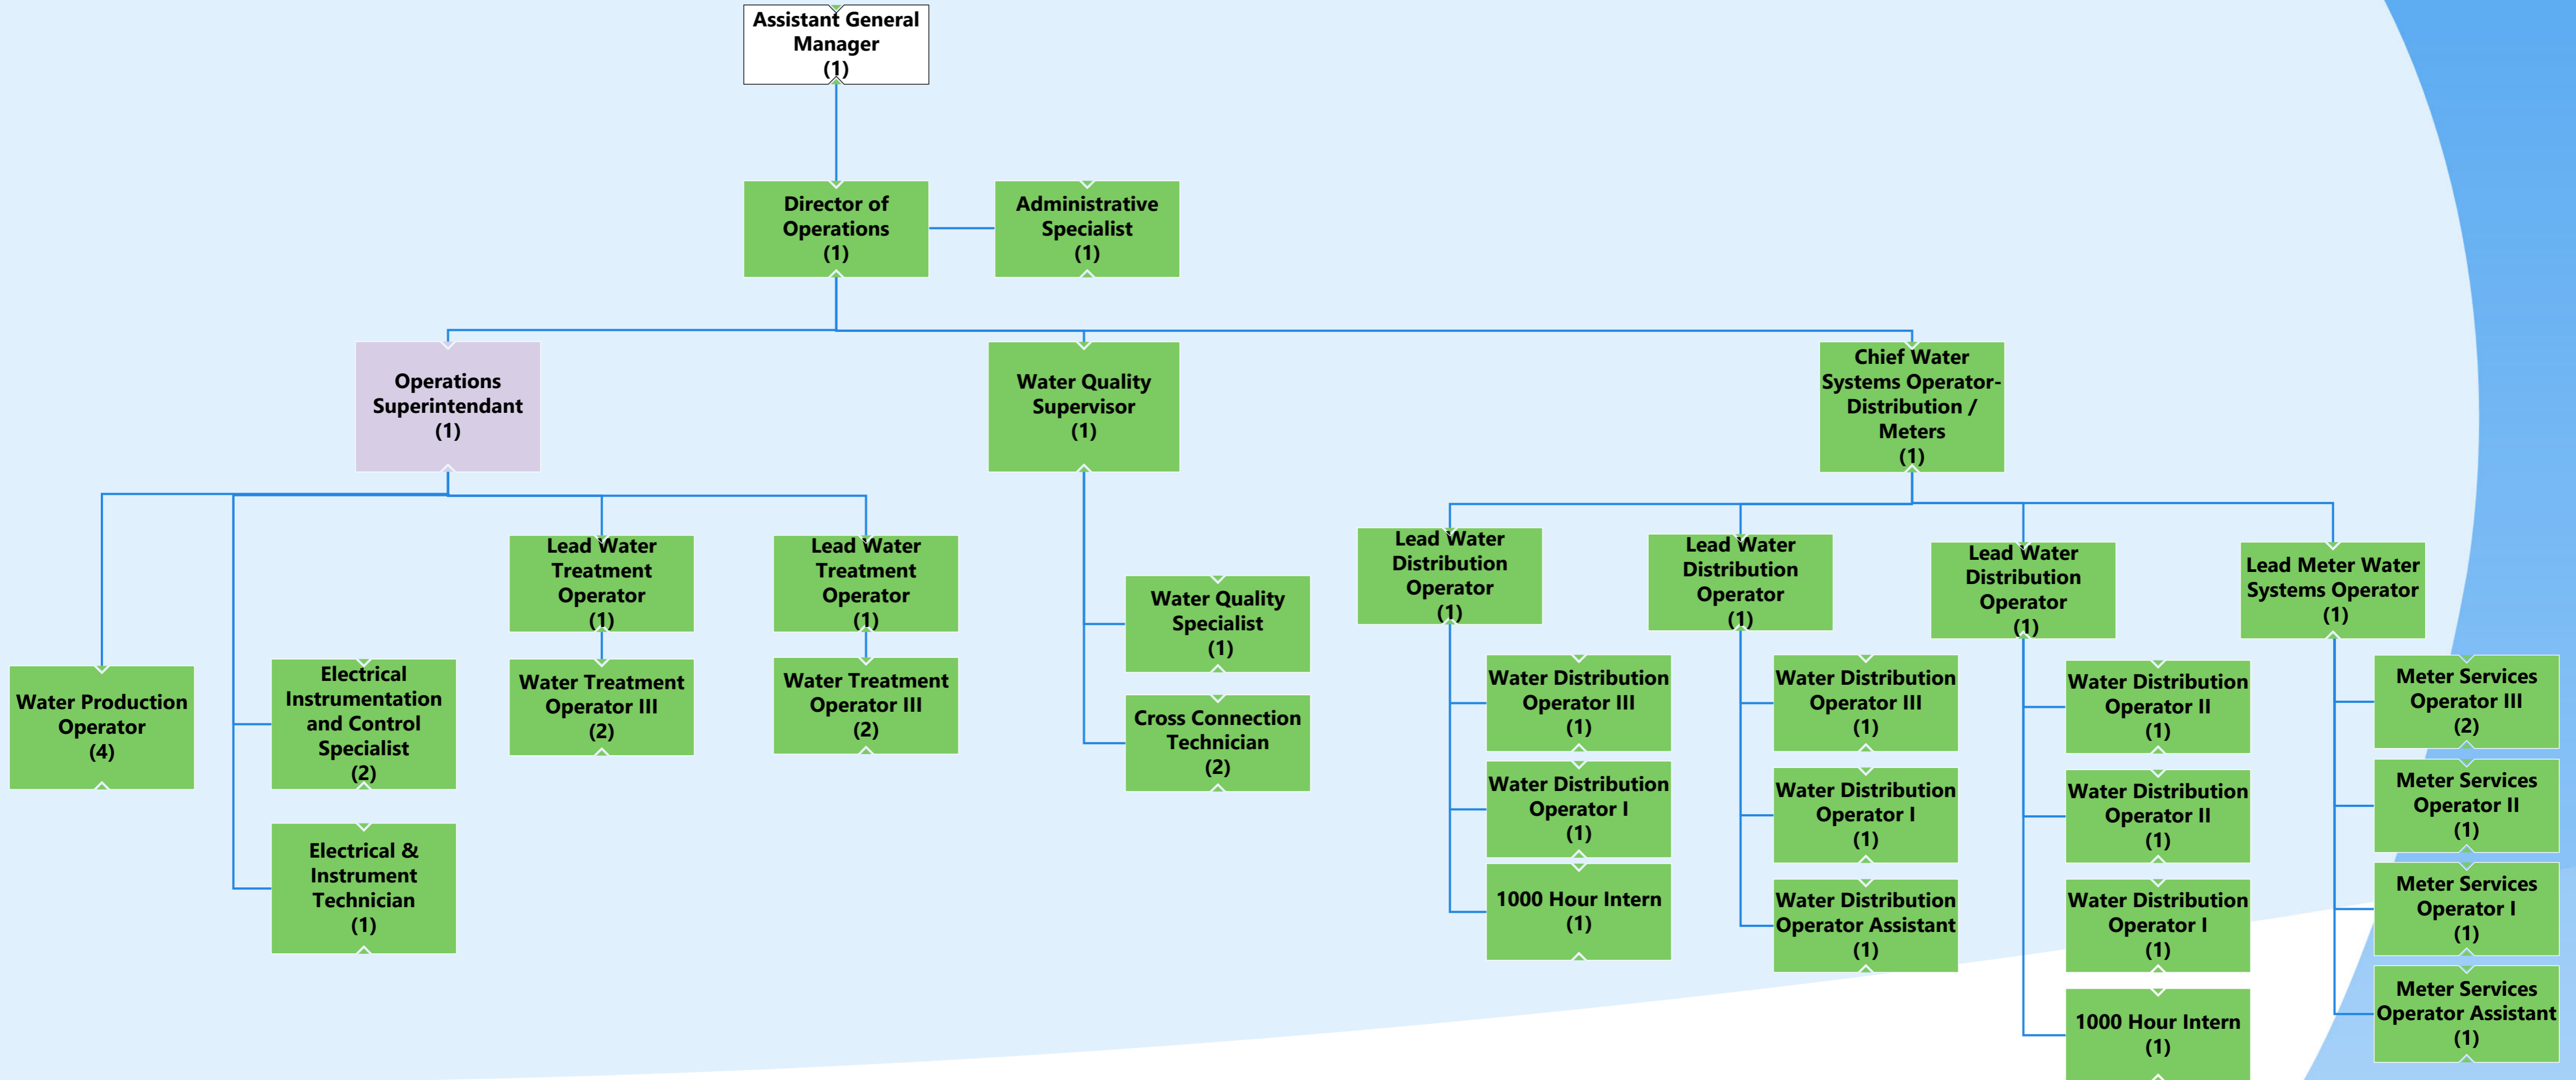 Assistant General
Manager
(1)
Director of
Operations
(1)
Administrative
Specialist
(1)
Operations
Superintendant
(1)
Water Quality
Supervisor
(1)
Chief Water
Systems Operator-
Distribution /
Meters
(1)
Water Production
Operator
(4)
Electrical
Instrumentation
and Control
Specialist
(2)
Electrical &
Instrument
Technician
(1)
Lead Water
Treatment
Operator
(1)
Water Treatment
Operator III
(2)
Lead Water
Treatment
Operator
(1)
Water Treatment
Operator III
(2)
Water Quality
Specialist
(1)
Cross Connection
Technician
(2)
Lead Water
Distribution
Operator
(1)
Water Distribution
Operator III
(1)
Water Distribution
Operator I
(1)
1000 Hour Intern
(1)
Lead Water
Distribution
Operator
(1)
Water Distribution
Operator III
(1)
Water Distribution
Operator I
(1)
Water Distribution
Operator Assistant
(1)
Lead Water
Distribution
Operator
(1)
Water Distribution
Operator II
(1)
Water Distribution
Operator II
(1)
Water Distribution
Operator I
(1)
1000 Hour Intern
(1)
Lead Meter Water
Systems Operator
(1)
Meter Services
Operator III
(2)
Meter Services
Operator II
(1)
Meter Services
Operator I
(1)
Meter Services
Operator Assistant
(1)